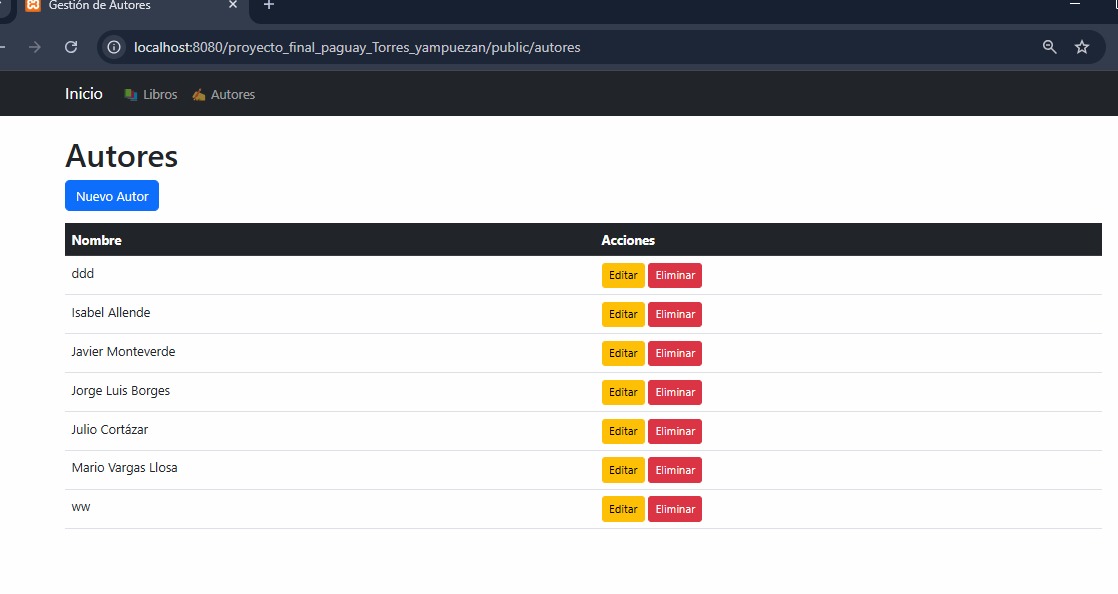 Gestión de Autores
localhost:8080/proyecto_final_paguay_Torres_yampuezan/public/autores
Inicio Libros Autores
Autores
Nuevo Autor
Nombre Acciones
ddd Editar Eliminar
Isabel Allende Editar Eliminar
Javier Monteverde Editar Eliminar
Jorge Luis Borges Editar Eliminar
Julio Cortázar Editar Eliminar
Mario Vargas Llosa Editar Eliminar
ww Editar Eliminar